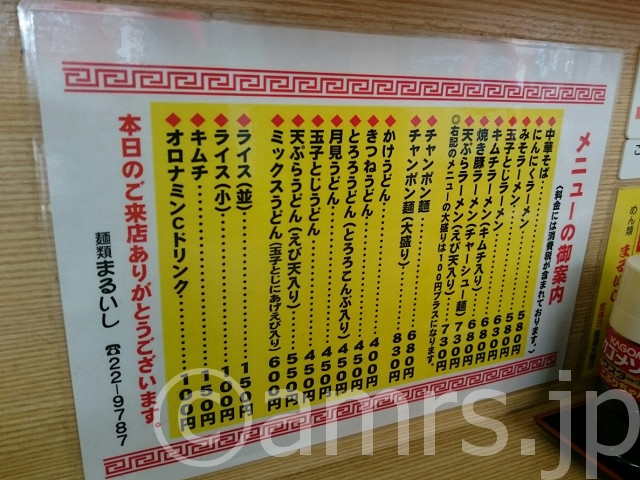 メニューの御案内
(料金には消費税が含まれております。)
◆中華そば
◆にんにくラーメン
◆みそラーメン 580円
◆玉子とじラーメン 580円
◆キムチラーメン(キムチ入り) 630円
◆焼き豚ラーメン(チャーシュー麺) 680円
◆天ぷらラーメン(えび天入り) 730円
◎右記のメニューの大盛りは100円プラスになります。
◆チャンポン麺 680円
◆チャンポン麺(大盛り) 830円
◆かけうどん
◆きつねうどん 400円
◆とろろうどん(とろろこんぶ入り) 450円
◆月見うどん 450円
◆玉子とじうどん 450円
◆天ぷらうどん(えび天入り) 550円
◆ミックスうどん(玉子とじにあげえび入り) 600円
◆ライス(並) 150円
◆ライス(小) 100円
◆キムチ 150円
◆オロナミンCドリンク 100円
本日のご来店ありがとうございます。
麺類 まるいし ☎22-9787
めん類
©amrs.jp